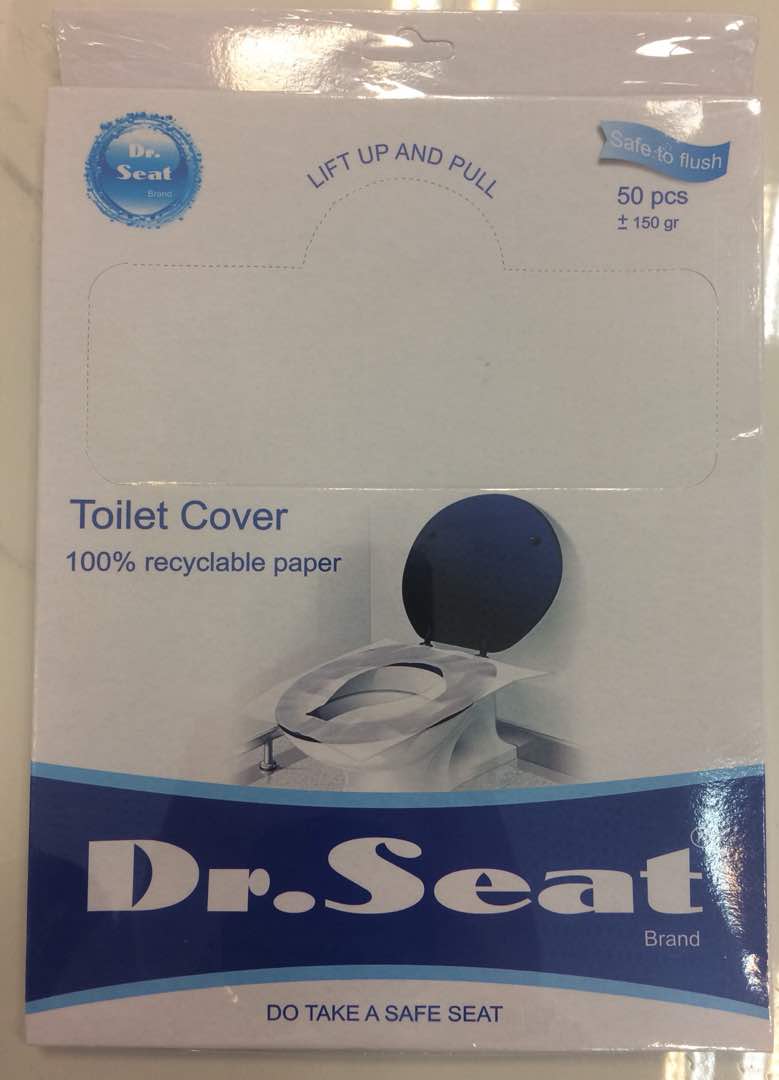 Dr.
Seat
Brand
LIFT UP AND PULL
Safe to flush
50 pcs
± 150 gr
Toilet Cover
100% recyclable paper
Dr.Seat®
Brand
DO TAKE A SAFE SEAT